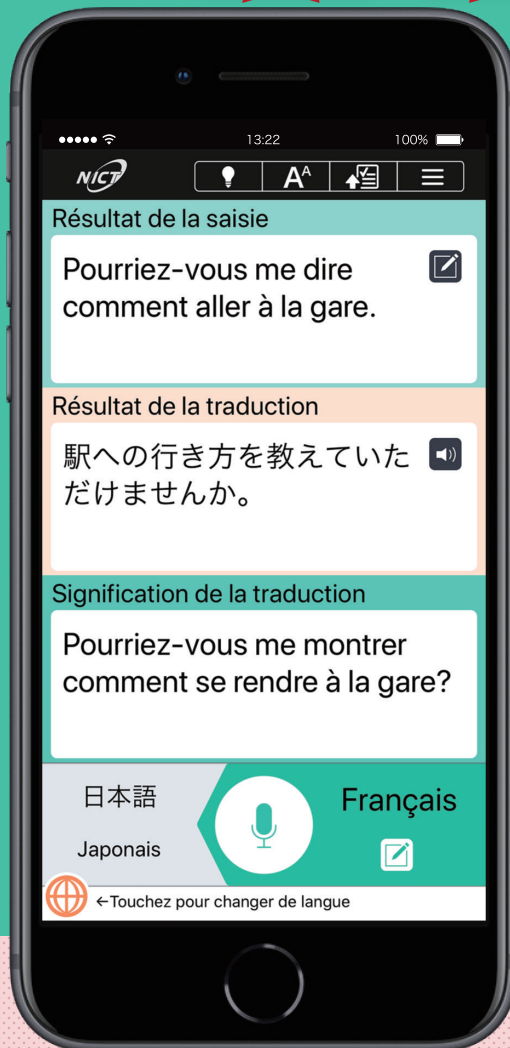 13:22
100%
NICT
AA
Résultat de la saisie
Pourriez-vous me dire
comment aller à la gare.
Résultat de la traduction
駅への行き方を教えていた
だけませんか。
Signification de la traduction
Pourriez-vous me montrer
comment se rendre à la gare?
日本語
Français
Japonais
←Touchez pour changer de langue